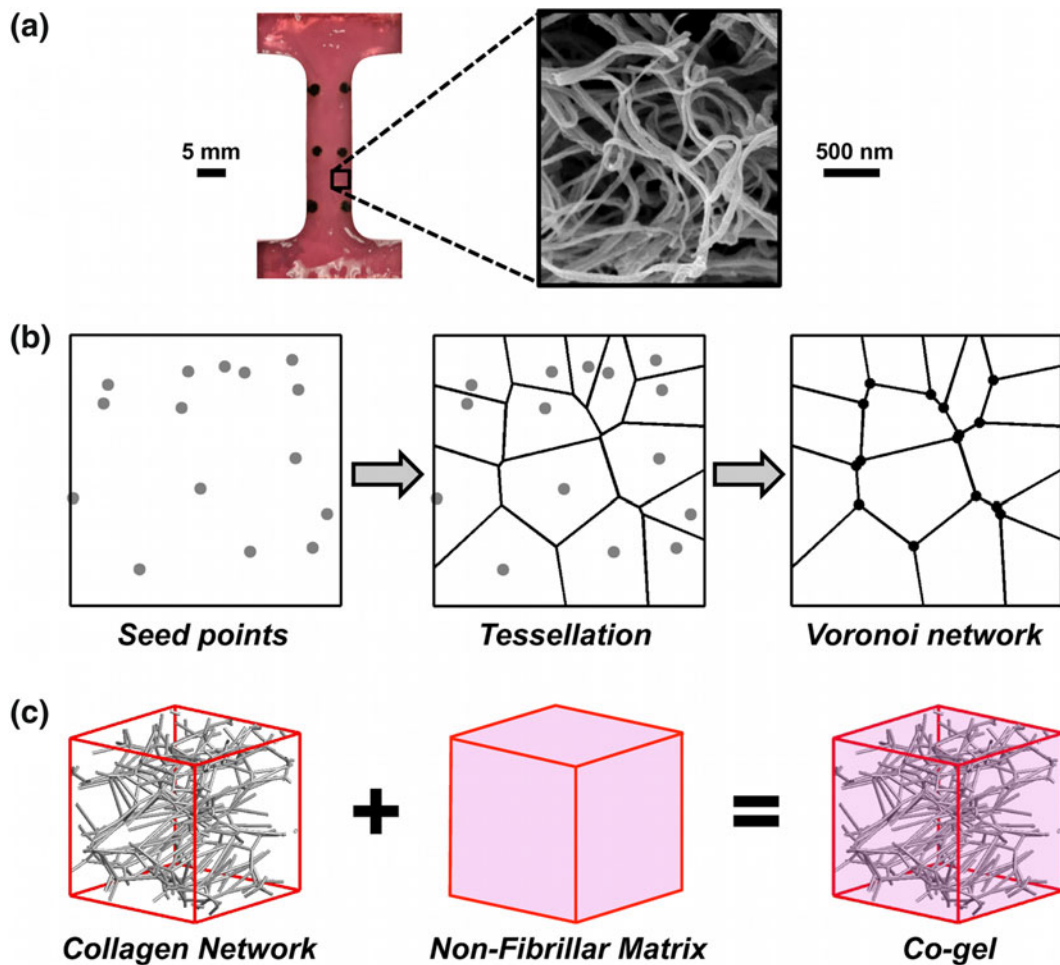 (a)
5 mm
500 nm
(b)
Seed points
Tessellation
Voronoi network
(c)
+
=
Collagen Network
Non-Fibrillar Matrix
Co-gel